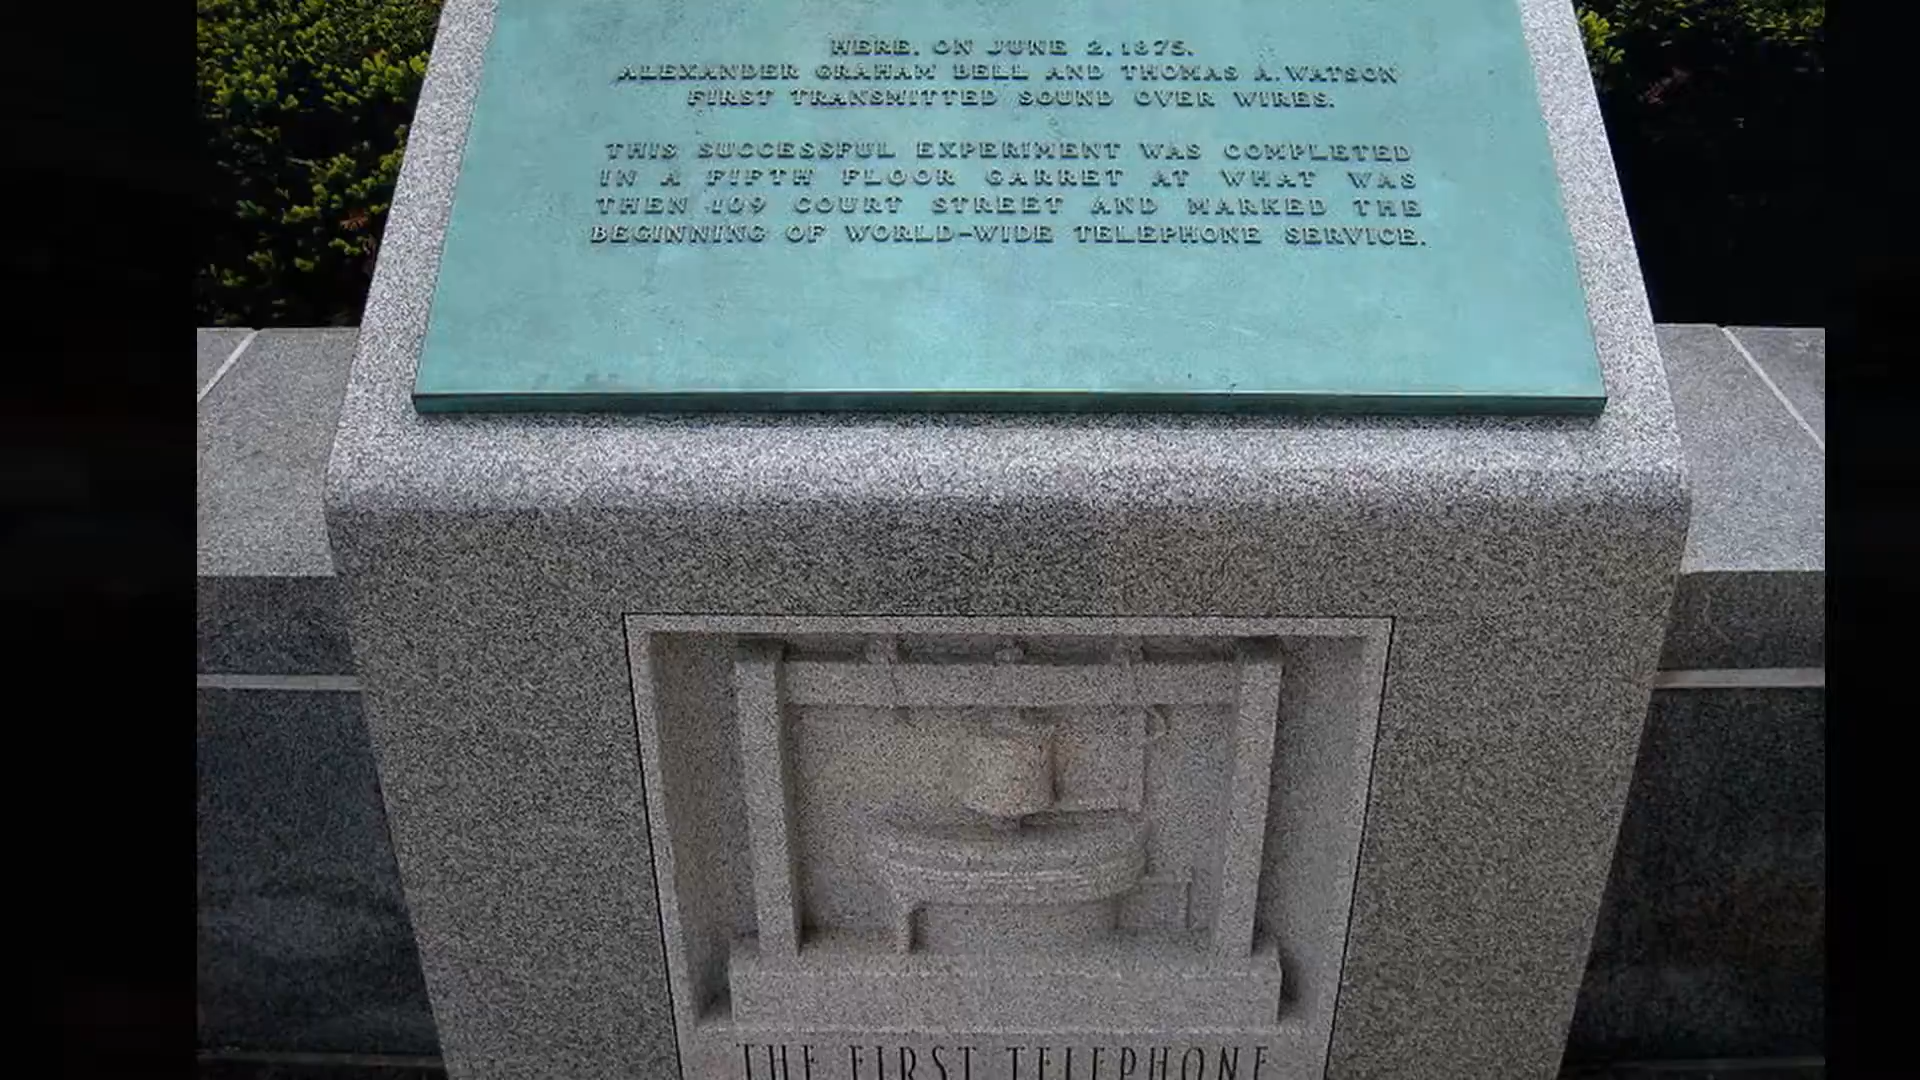 HERE, ON JUNE 2, 1875,
ALEXANDER GRAHAM BELL AND THOMAS A. WATSON
FIRST TRANSMITTED SOUND OVER WIRES.
THIS SUCCESSFUL EXPERIMENT WAS COMPLETED
IN A FIFTH FLOOR GARRET AT WHAT WAS
THEN 109 COURT STREET AND MARKED THE
BEGINNING OF WORLD-WIDE TELEPHONE SERVICE.
THE FIRST TELEPHONE